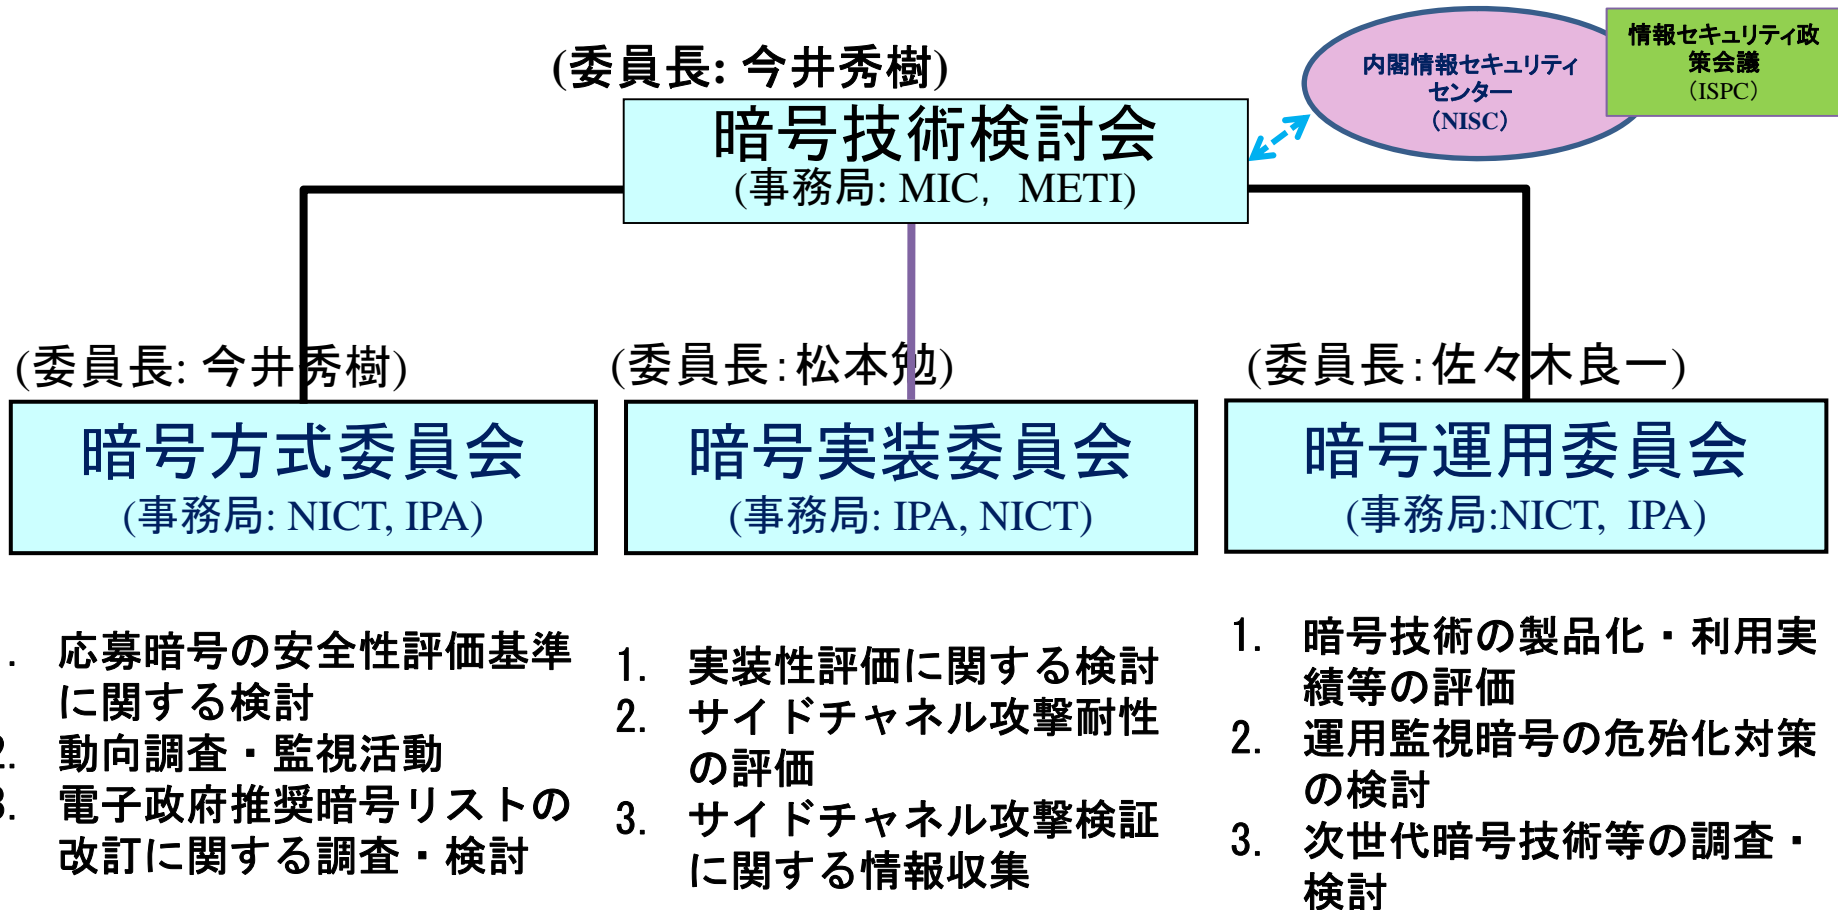 (委員長: 今井秀樹)
暗号技術検討会
(事務局: MIC, METI)
内閣情報セキュリティ
センター
（NISC）
情報セキュリティ政
策会議
（ISPC）
(委員長: 今井秀樹)
暗号方式委員会
(事務局: NICT, IPA)
(委員長:松本勉)
暗号実装委員会
(事務局: IPA, NICT)
(委員長:佐々木良一)
暗号運用委員会
(事務局:NICT, IPA)
. 応募暗号の安全性評価基準
に関する検討
2. 動向調査・監視活動
3. 電子政府推奨暗号リストの
改訂に関する調査・検討
1. 実装性評価に関する検討
2. サイドチャネル攻撃耐性
の評価
3. サイドチャネル攻撃検証
に関する情報収集
1. 暗号技術の製品化・利用実
績等の評価
2. 運用監視暗号の危殆化対策
の検討
3. 次世代暗号技術等の調査・
検討